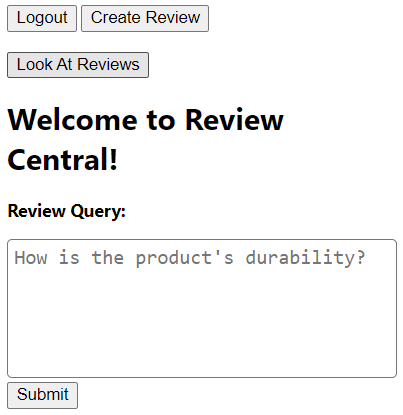 Logout Create Review
Look At Reviews
Welcome to Review
Central!
Review Query:
How is the product's durability?
Submit